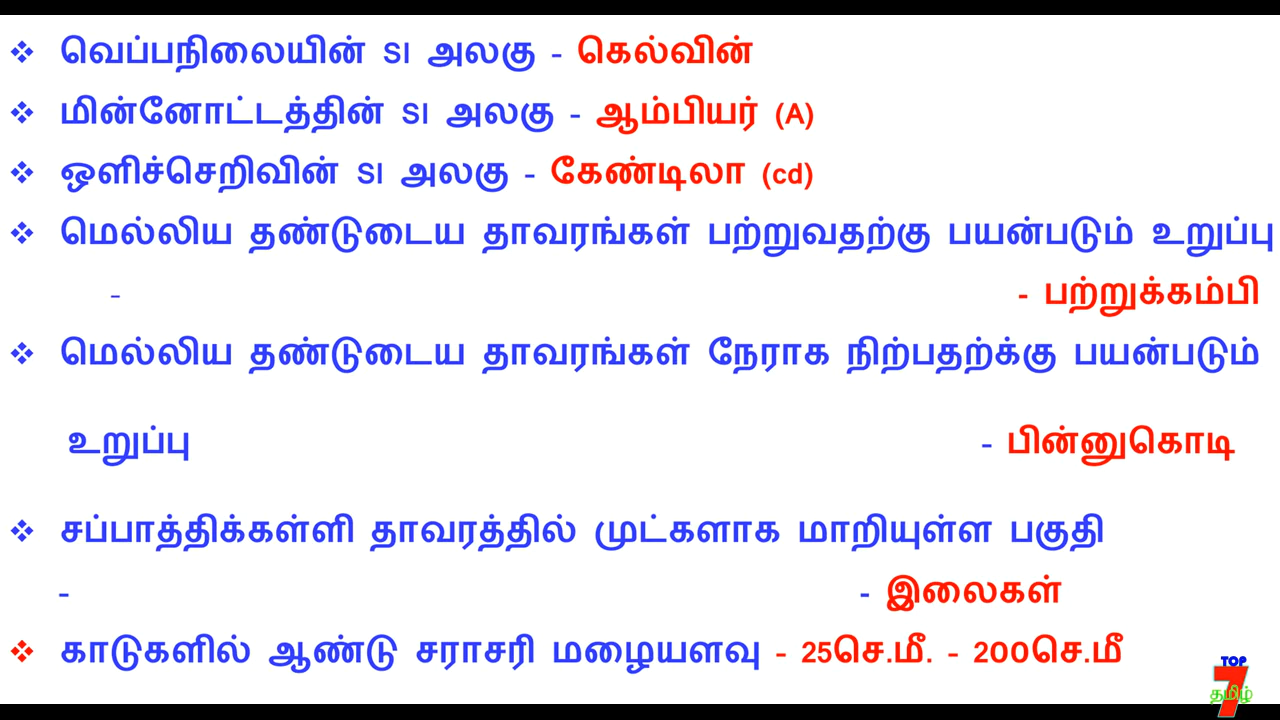 ❖ வெப்பநிலையின் SI அலகு - கெல்வின்
❖ மின்னோட்டத்தின் SI அலகு - ஆம்பியர் (A)
❖ ஒளிச்செறிவின் SI அலகு - கேண்டிலா (cd)
❖ மெல்லிய தண்டுடைய தாவரங்கள் பற்றுவதற்கு பயன்படும் உறுப்பு
- - பற்றுக்கம்பி
❖ மெல்லிய தண்டுடைய தாவரங்கள் நேராக நிற்பதற்க்கு பயன்படும்
உறுப்பு - பின்னுகொடி
❖ சப்பாத்திக்கள்ளி தாவரத்தில் முட்களாக மாறியுள்ள பகுதி
- - இலைகள்
❖ காடுகளில் ஆண்டு சராசரி மழையளவு - 25செ.மீ. - 200செ.மீ
TOP
7
தமிழ்